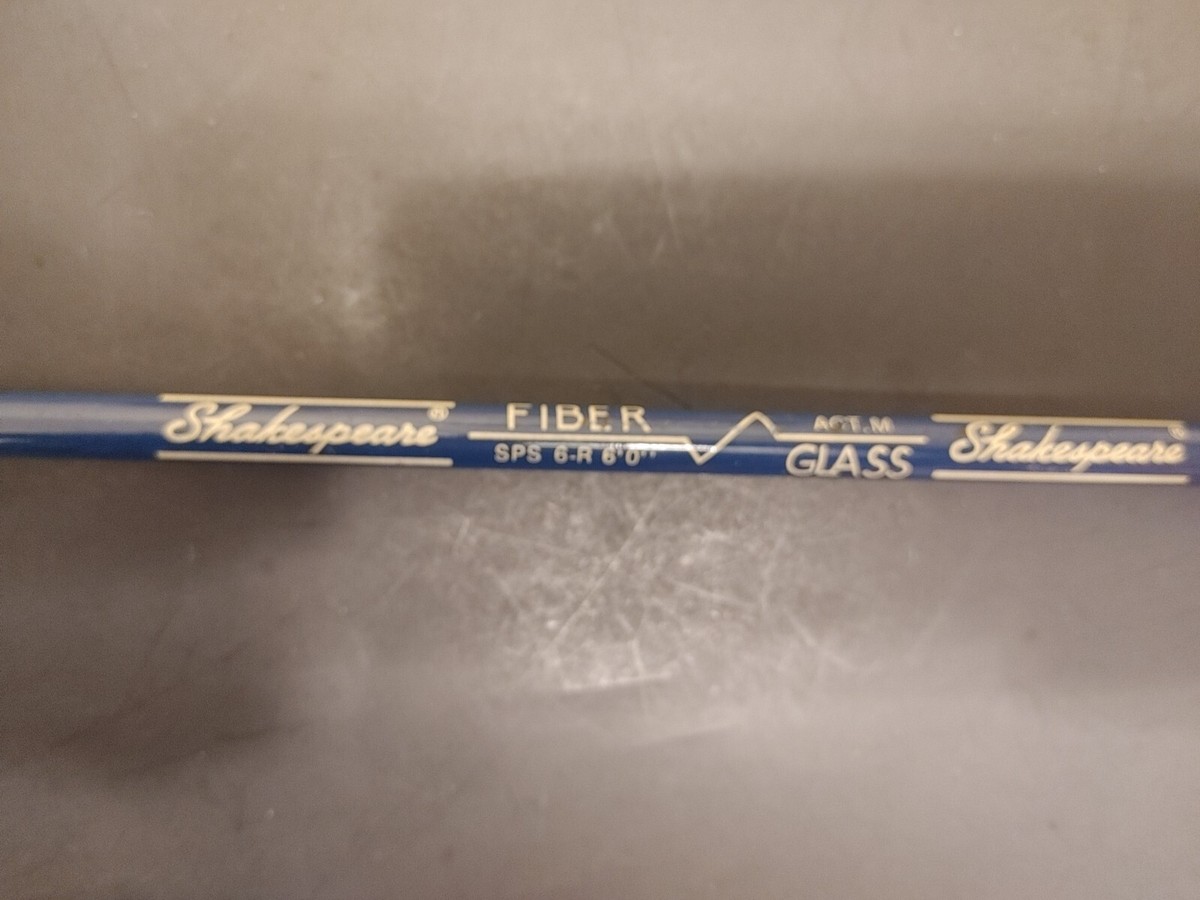 Shakespeare®
FIBER
SPS 6-R 6'0''
ACT. M
GLASS
Shakespeare®